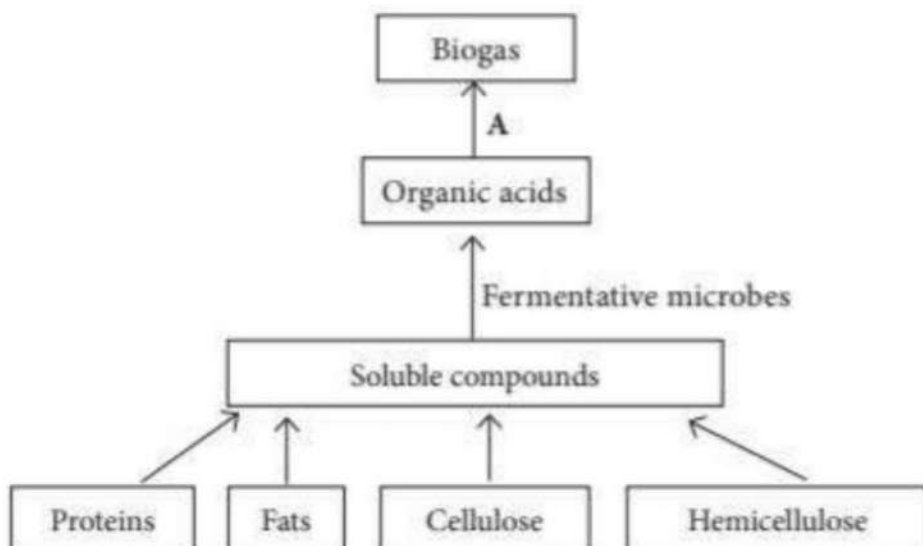 Biogas
A
Organic acids
Fermentative microbes
Soluble compounds
Proteins
Fats
Cellulose
Hemicellulose